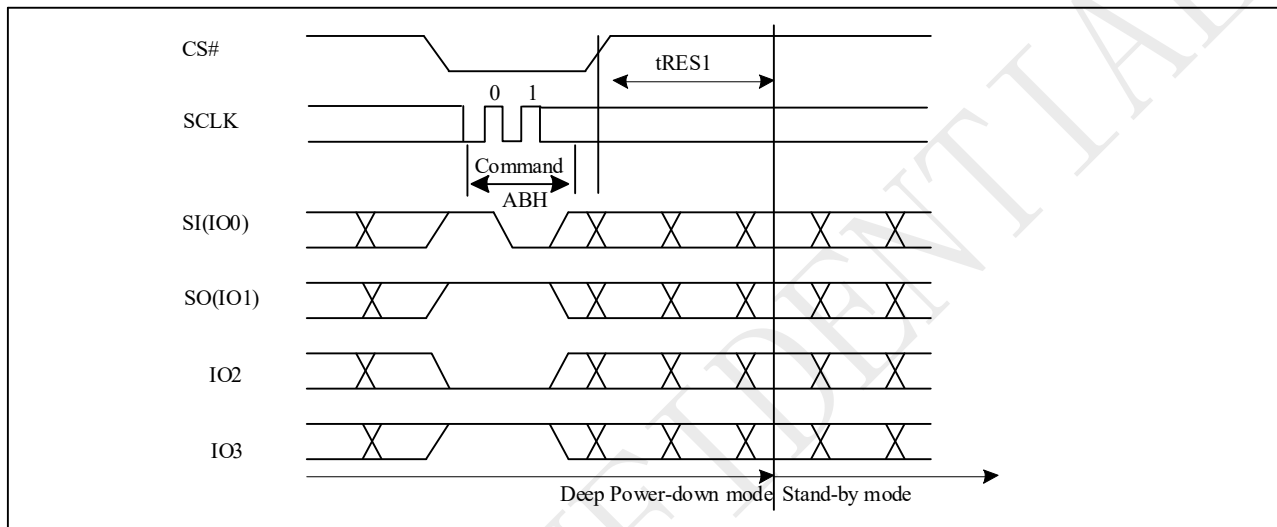 CS#
tRES1
0 1
SCLK
Command
ABH
SI(IO0)
SO(IO1)
IO2
IO3
Deep Power-down mode Stand-by mode